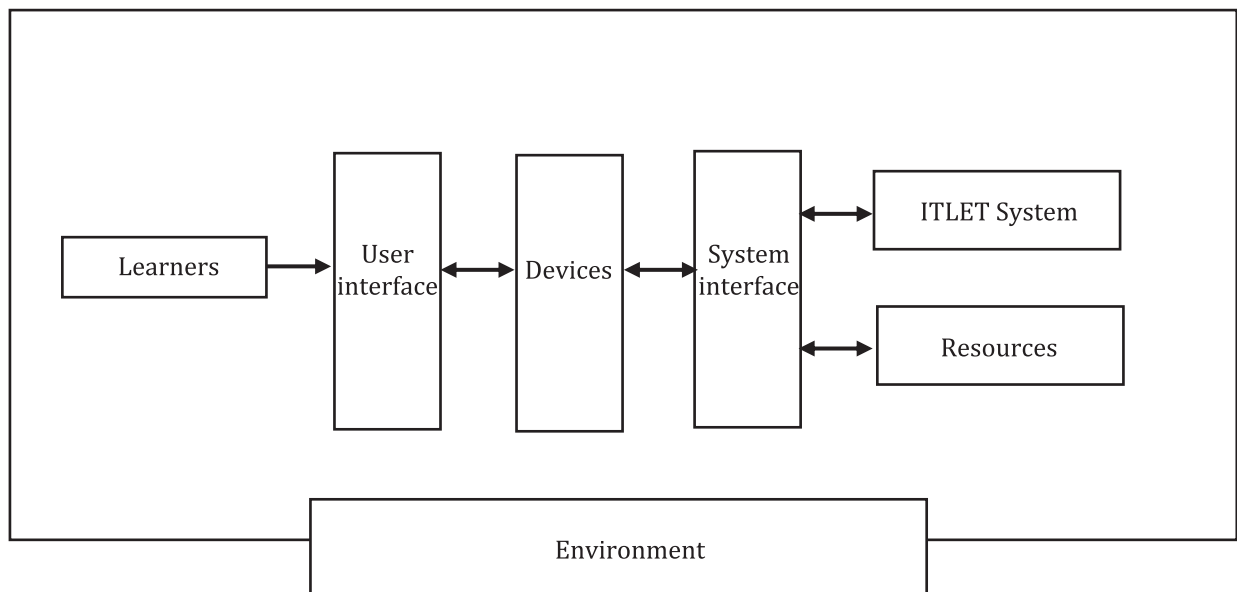 Learners
User
interface
Devices
System
interface
ITLET System
Resources
Environment